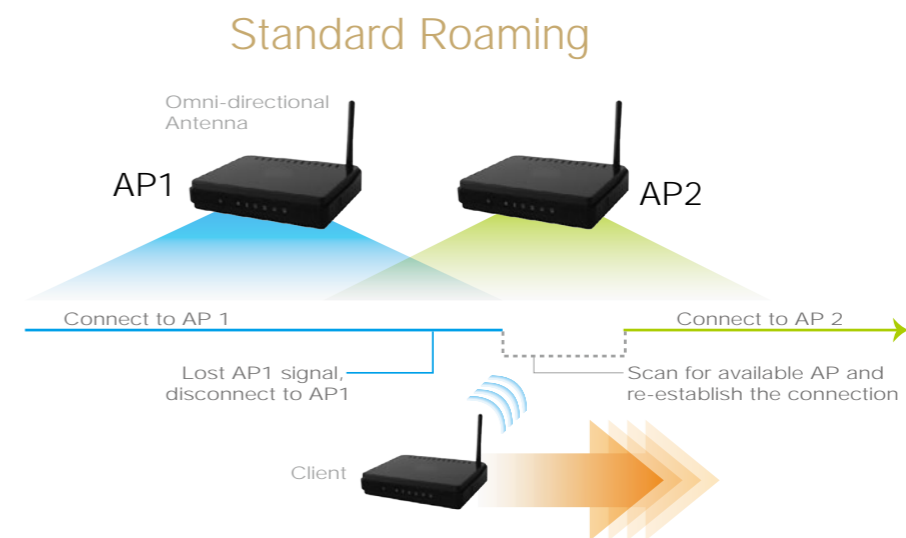 Standard Roaming
Omni-directional
Antenna
AP1
AP2
Connect to AP 1
Connect to AP 2
Lost AP1 signal,
disconnect to AP1
Scan for available AP and
re-establish the connection
Client